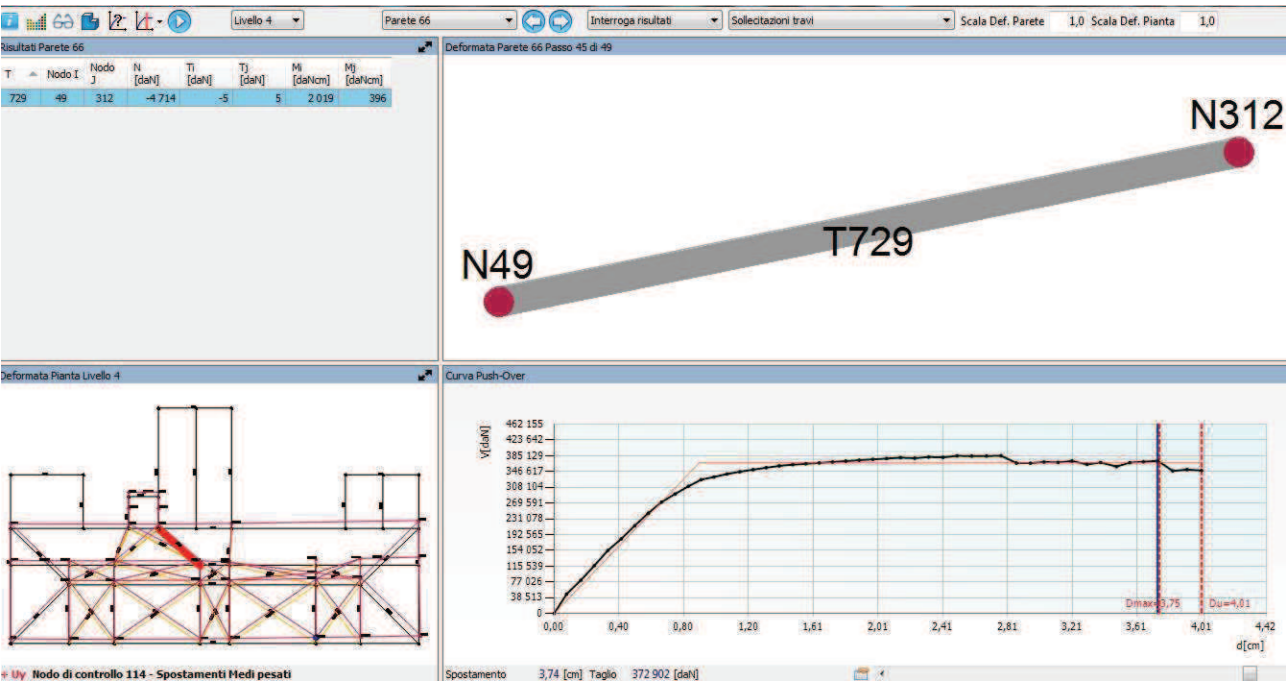 Livello 4 Parete 66 Interroga risultati Sollecitazioni travi Scala Def. Parete 1,0 Scala Def. Pianta 1,0
Risultati Parete 66
T Nodo I Nodo J N [daN] Ti [daN] Tj [daN] Mi [daNcm] Mj [daNcm]
729 49 312 -4 714 -5 5 2 019 396
Deformata Parete 66 Passo 45 di 49
N312
T729
N49
Deformata Pianta Livello 4
+ Uy Nodo di controllo 114 - Spostamenti Medi pesati
Curva Push-Over
V[daN]
462 155
423 642
385 129
346 617
308 104
269 591
231 078
192 565
154 052
115 539
77 026
38 513
0
Dmax=3,75 Du=4,01
0,00 0,40 0,80 1,20 1,61 2,01 2,41 2,81 3,21 3,61 4,01 4,42
d[cm]
Spostamento 3,74 [cm] Taglio 372 902 [daN]